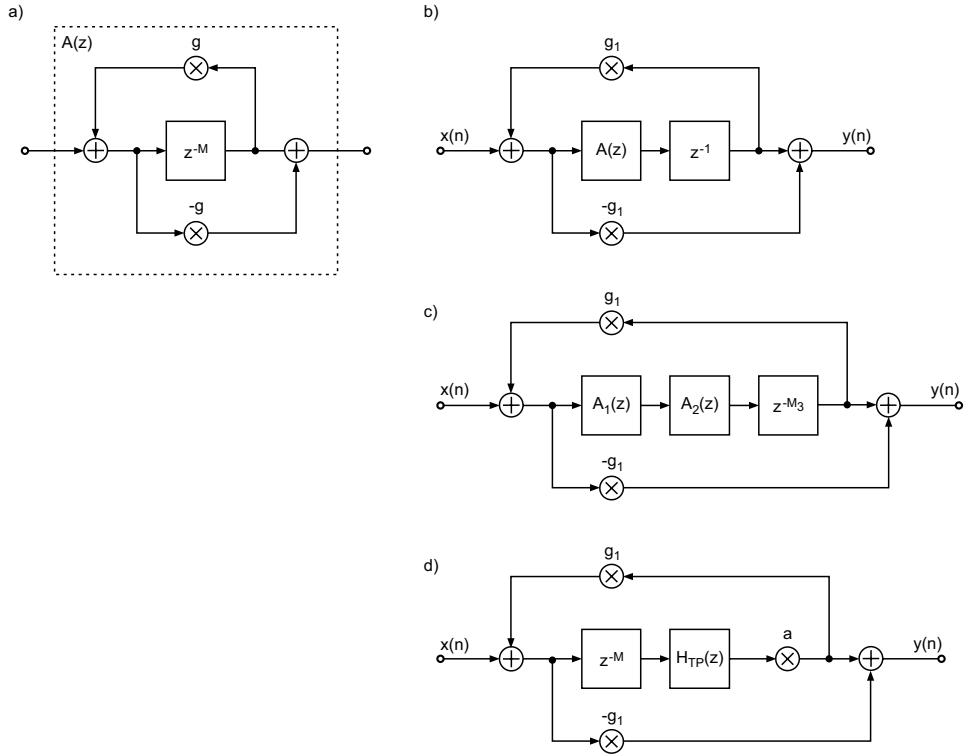 a)
A(z)
g
z-M
-g
b)
g1
x(n)
A(z)
z-1
y(n)
-g1
c)
g1
x(n)
A1(z)
A2(z)
z-M3
y(n)
-g1
d)
g1
x(n)
z-M
HTP(z)
a
y(n)
-g1